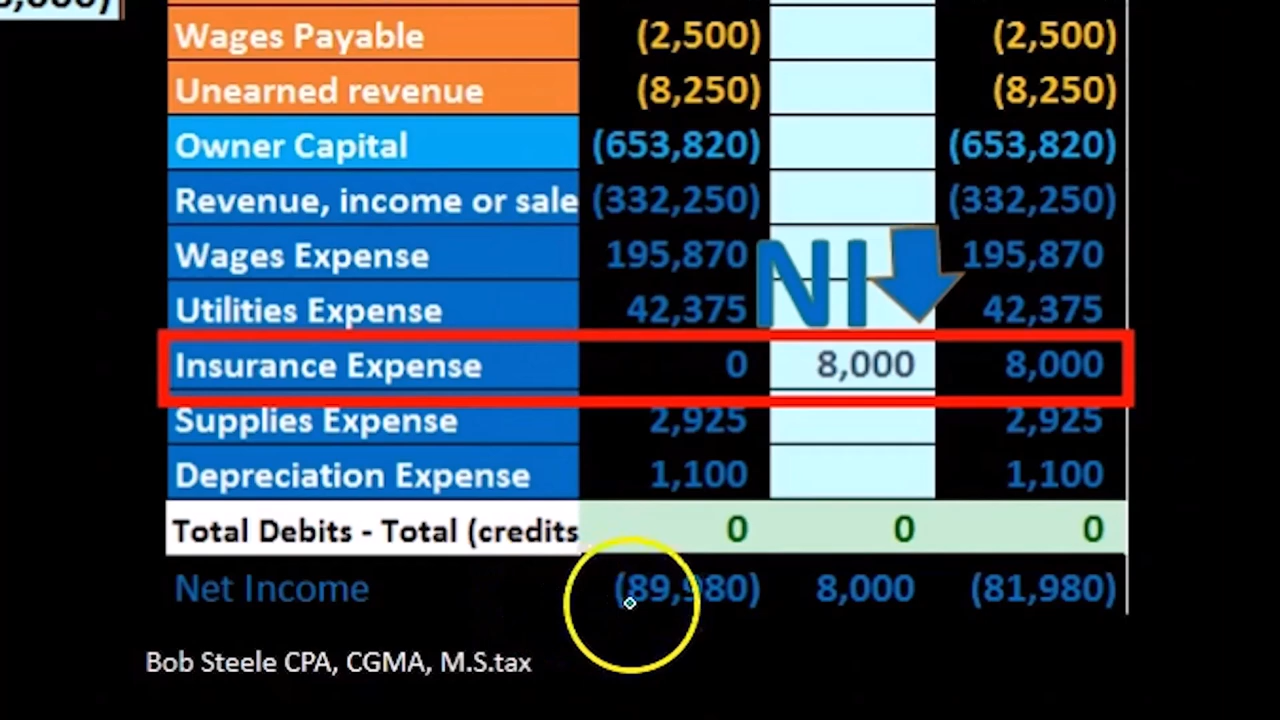 Wages Payable (2,500) (2,500)
Unearned revenue (8,250) (8,250)
Owner Capital (653,820) (653,820)
Revenue, income or sale (332,250) (332,250)
Wages Expense 195,870 195,870
NI
Utilities Expense 42,375 42,375
Insurance Expense 0 8,000 8,000
Supplies Expense 2,925 2,925
Depreciation Expense 1,100 1,100
Total Debits - Total (credits 0 0 0
Net Income (89,980) 8,000 (81,980)
Bob Steele CPA, CGMA, M.S.tax